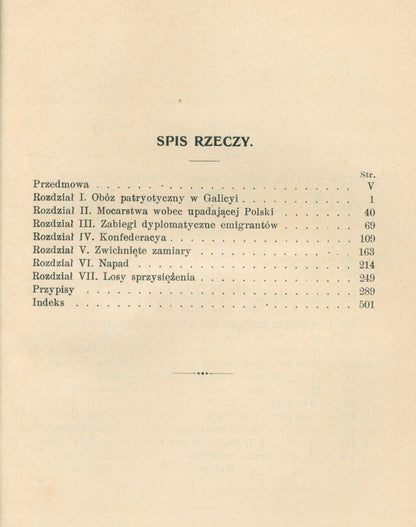 SPIS RZECZY.
Str.
Przedmowa . . . . . . . . . . . . . . . . . . . V
Rozdział I. Obóz patryotyczny w Galicyi . . . . . . . . 1
Rozdział II. Mocarstwa wobec upadającej Polski . . . . . . 40
Rozdział III. Zabiegi dyplomatyczne emigrantów . . . . . . 69
Rozdział IV. Konfederacya . . . . . . . . . . . . . 109
Rozdział V. Zwichnięte zamiary . . . . . . . . . . . 163
Rozdział VI. Napad . . . . . . . . . . . . . . . . 214
Rozdział VII. Losy sprzysiężenia . . . . . . . . . . . 249
Przypisy . . . . . . . . . . . . . . . . . . . . 289
Indeks . . . . . . . . . . . . . . . . . . . . . 501